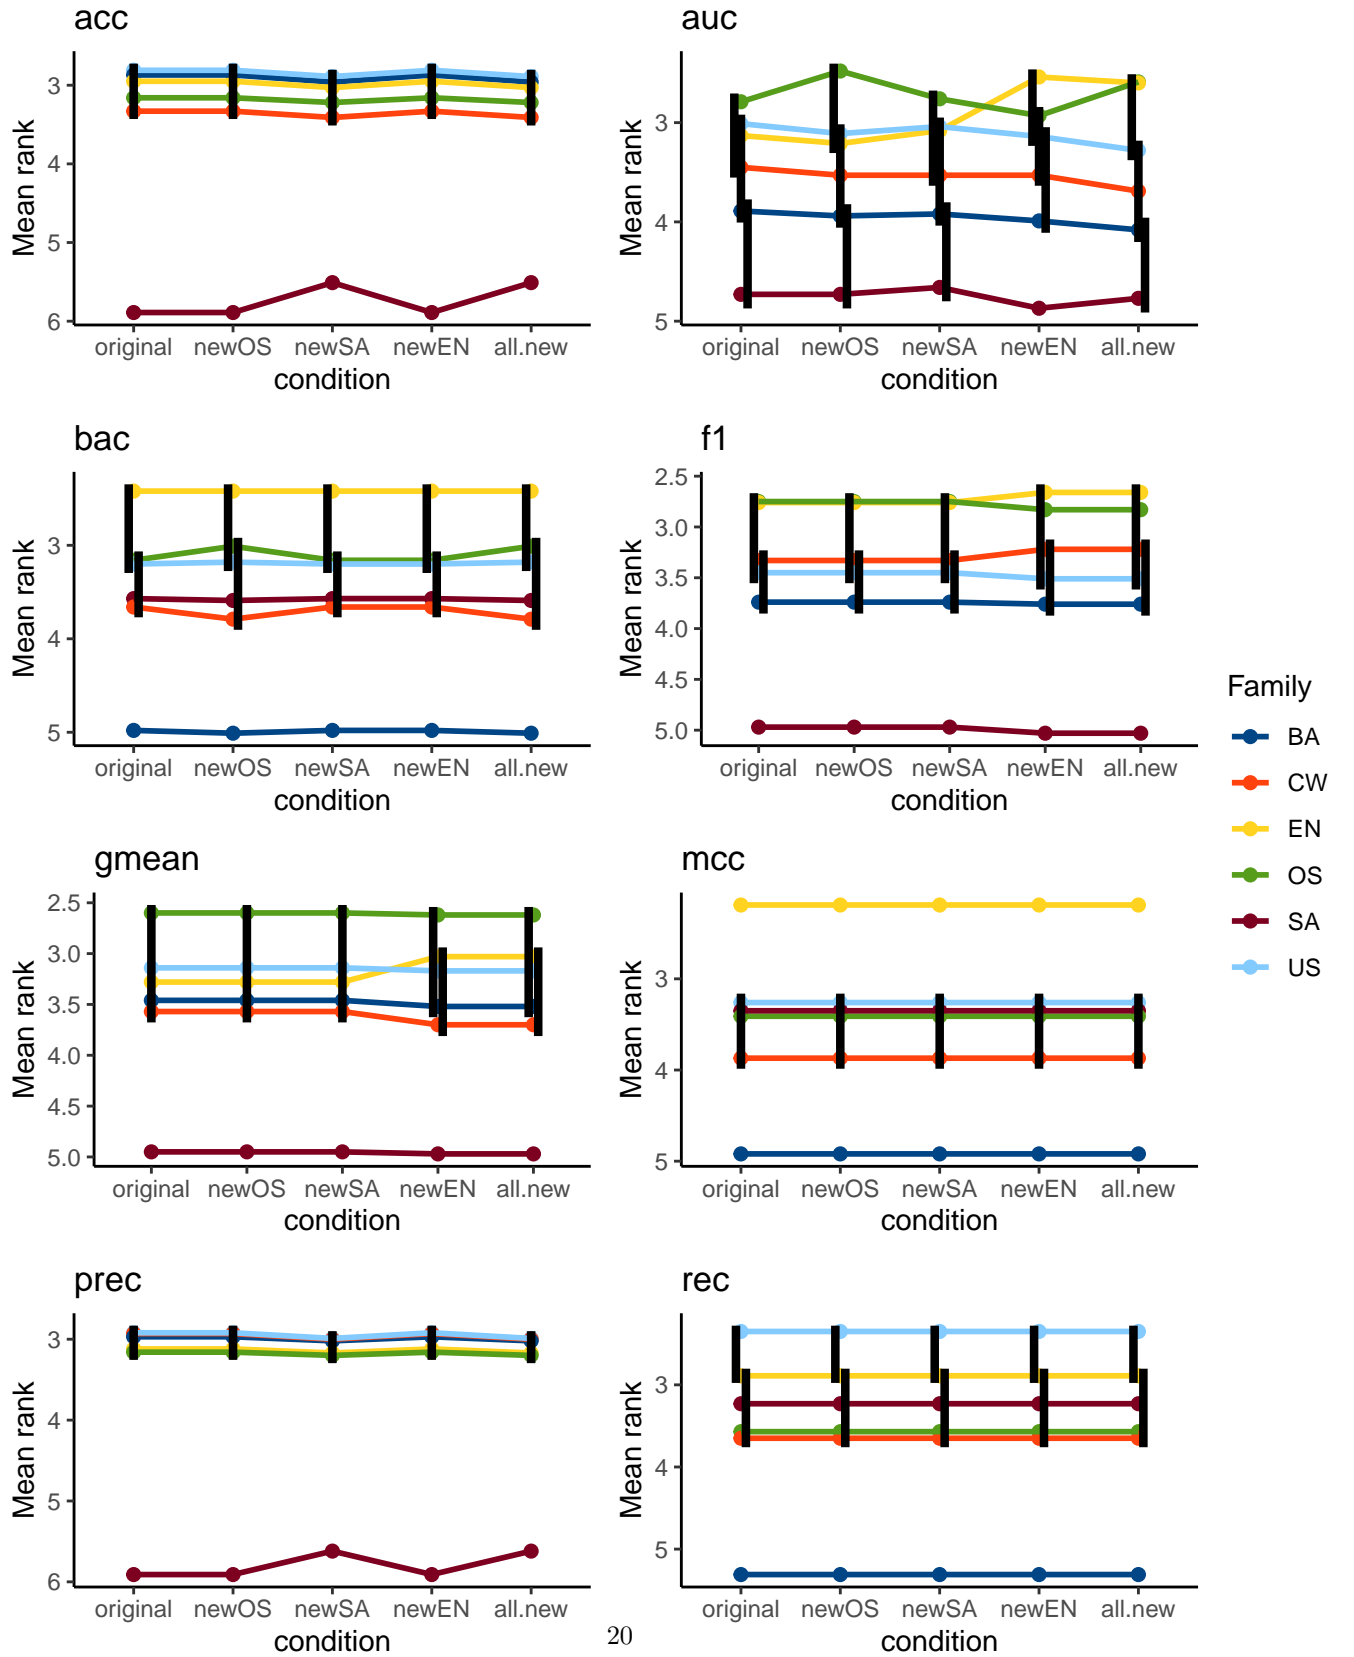 acc
Mean rank
3
4
5
6
original newOS newSA newEN all.new
condition
auc
Mean rank
3
4
5
original newOS newSA newEN all.new
condition
bac
Mean rank
3
4
5
original newOS newSA newEN all.new
condition
f1
Mean rank
2.5
3.0
3.5
4.0
4.5
5.0
original newOS newSA newEN all.new
condition
gmean
Mean rank
2.5
3.0
3.5
4.0
4.5
5.0
original newOS newSA newEN all.new
condition
mcc
Mean rank
3
4
5
original newOS newSA newEN all.new
condition
prec
Mean rank
3
4
5
6
original newOS newSA newEN all.new
condition
rec
Mean rank
3
4
5
original newOS newSA newEN all.new
condition
Family
BA
CW
EN
OS
SA
US
20